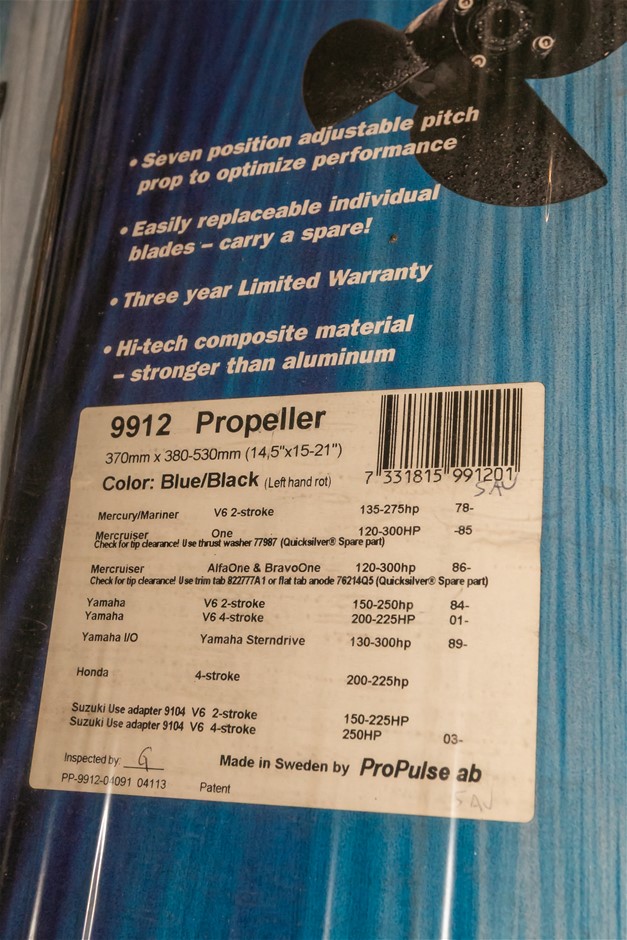 • Seven position adjustable pitch
prop to optimize performance
• Easily replaceable individual
blades – carry a spare!
• Three year Limited Warranty
• Hi-tech composite material
– stronger than aluminum
9912 Propeller
370mm x 380-530mm (14,5"x15-21")
Color: Blue/Black (Left hand rot)
7 331815 991201
SAU
Mercury/Mariner V6 2-stroke 135-275hp 78-
Mercruiser One 120-300HP -85
Check for tip clearance! Use thrust washer 77987 (Quicksilver® Spare part)
Mercruiser AlfaOne & BravoOne 120-300hp 86-
Check for tip clearance! Use trim tab 822777A1 or flat tab anode 76214Q5 (Quicksilver® Spare part)
Yamaha V6 2-stroke 150-250hp 84-
Yamaha V6 4-stroke 200-225HP 01-
Yamaha I/O Yamaha Sterndrive 130-300hp 89-
Honda 4-stroke 200-225hp
Suzuki Use adapter 9104 V6 2-stroke 150-225HP
Suzuki Use adapter 9104 V6 4-stroke 250HP 03-
Inspected by: G
Made in Sweden by ProPulse ab
PP-9912-04091 04113 Patent
SAU